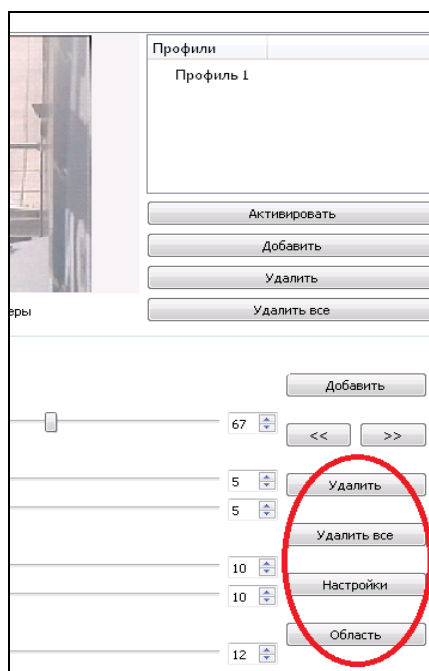 Профили
Профиль 1
Активировать
Добавить
Удалить
Удалить все
еры
Добавить
67
<< >>
5
Удалить
5
Удалить все
10
Настройки
10
Область
12